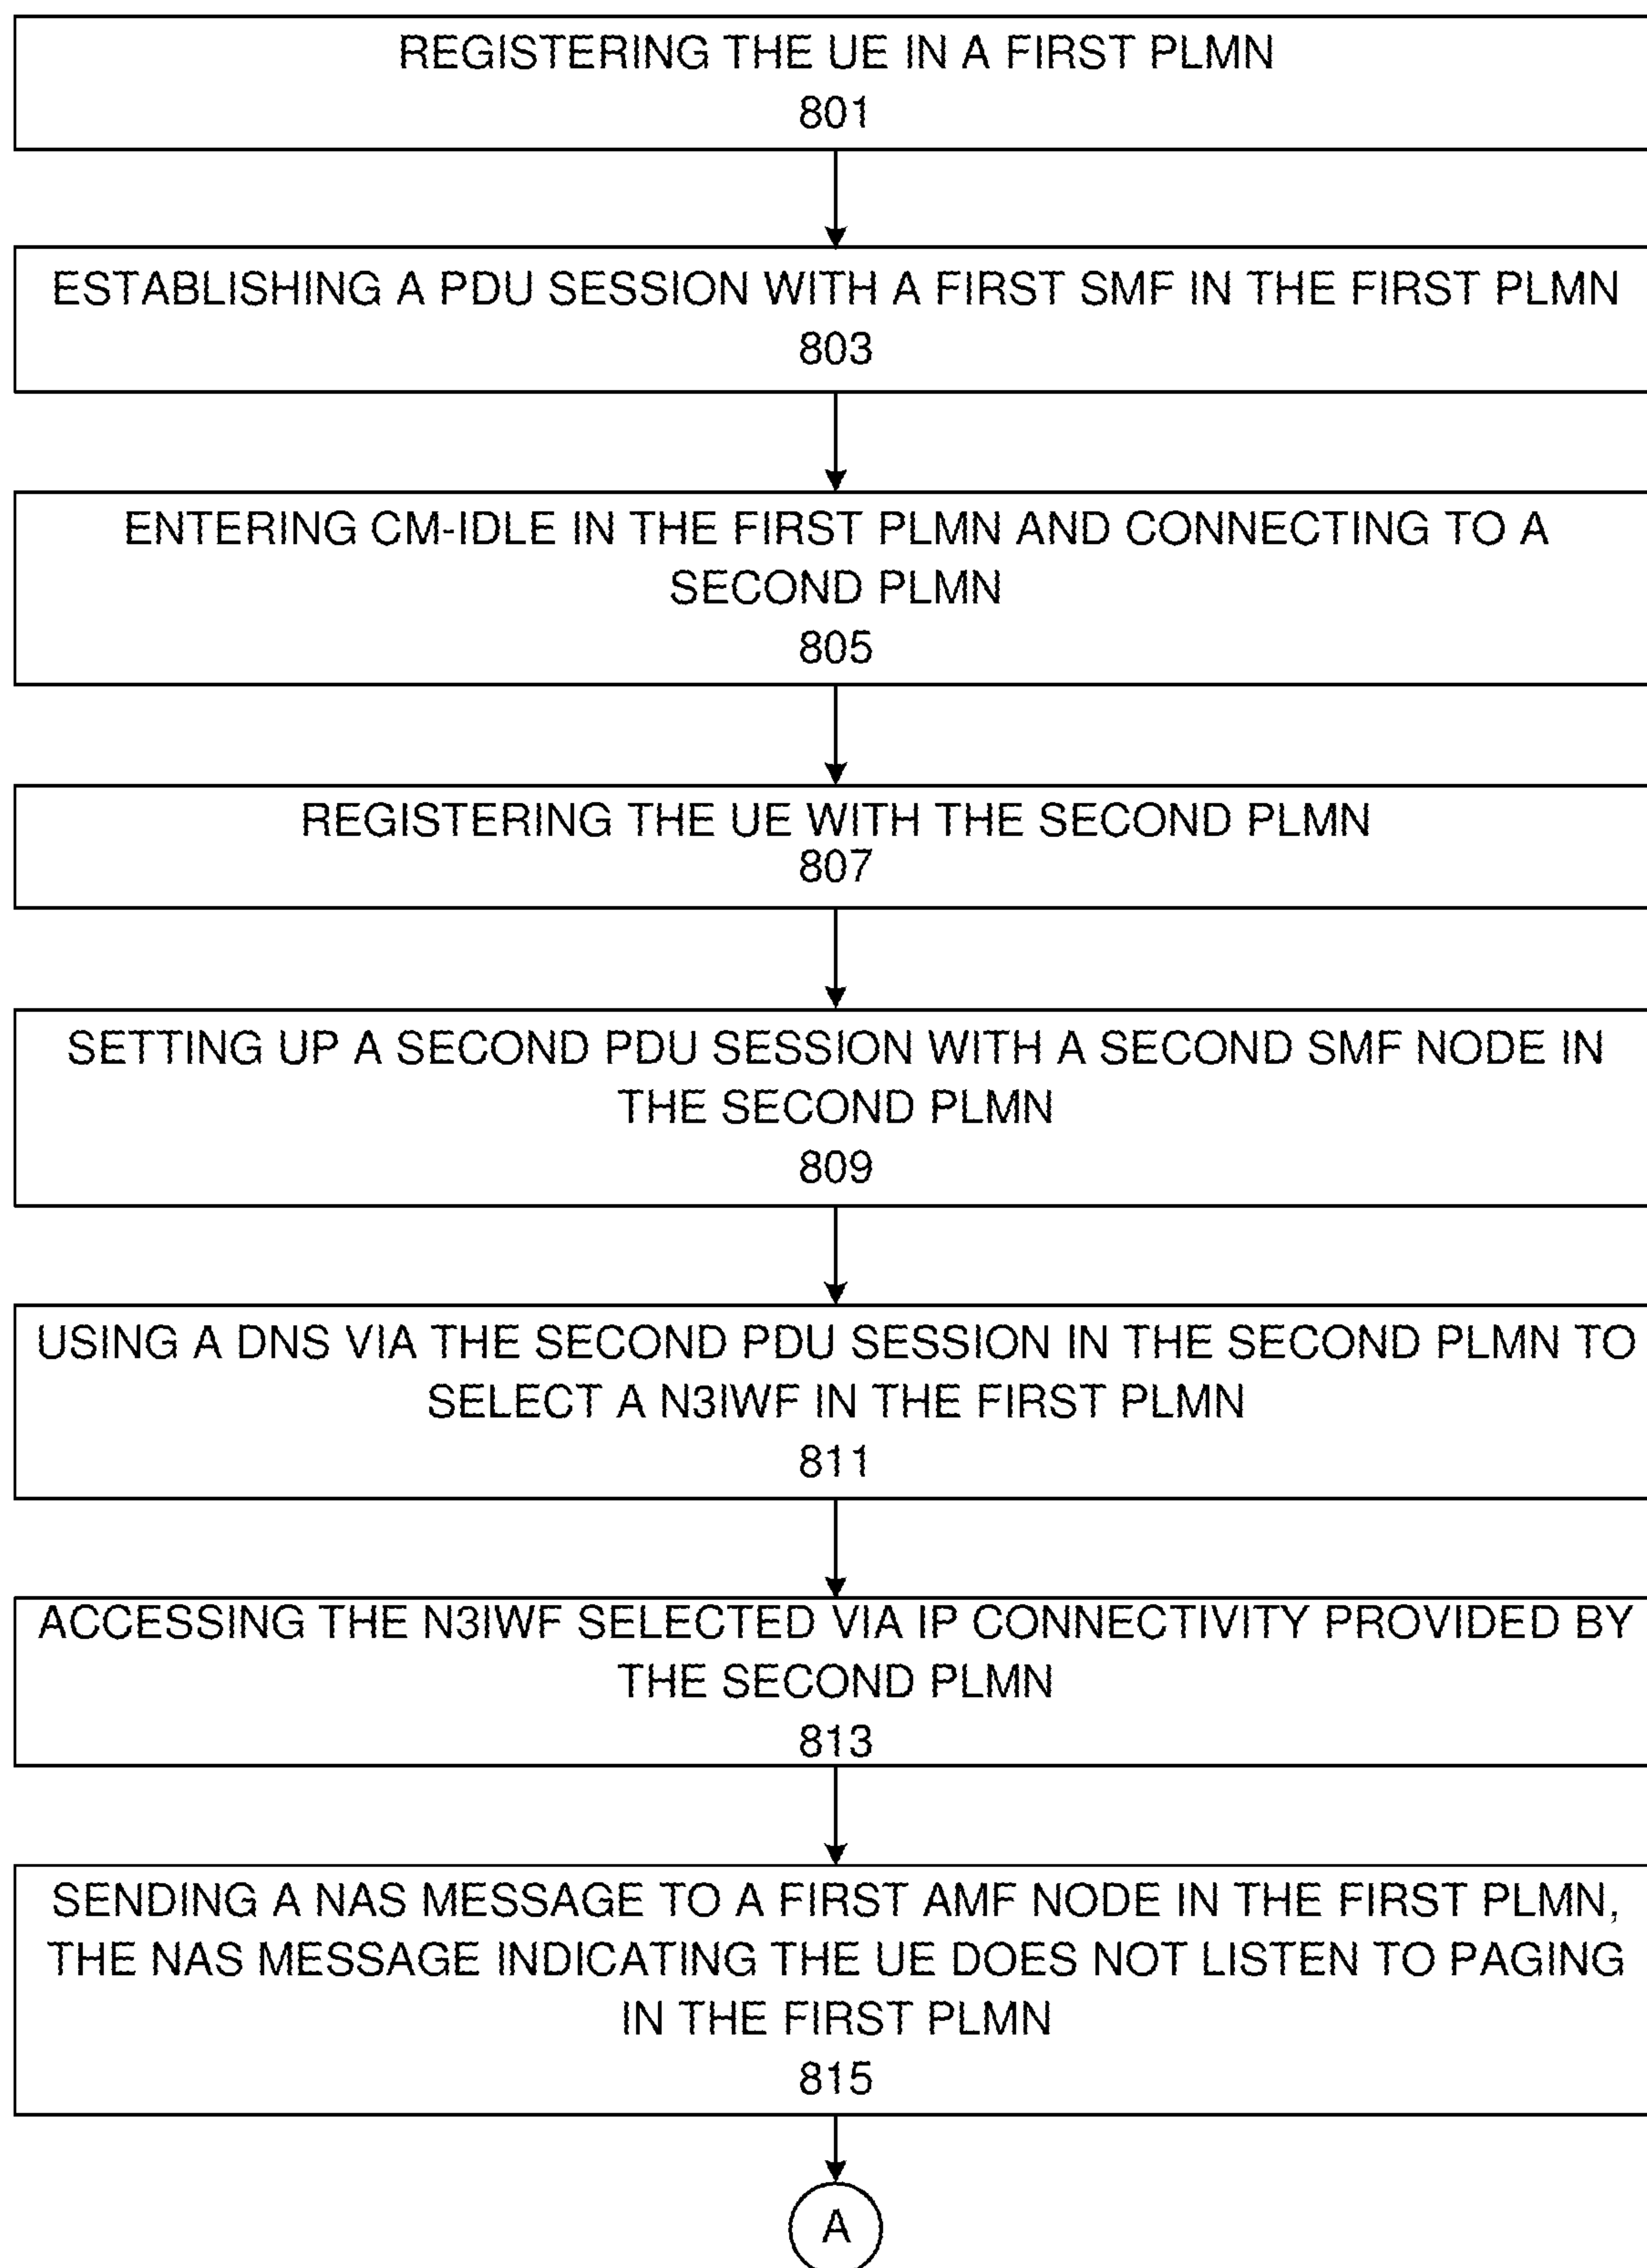 REGISTERING THE UE IN A FIRST PLMN
801
ESTABLISHING A PDU SESSION WITH A FIRST SMF IN THE FIRST PLMN
803
ENTERING CM-IDLE IN THE FIRST PLMN AND CONNECTING TO A
SECOND PLMN
805
REGISTERING THE UE WITH THE SECOND PLMN
807
SETTING UP A SECOND PDU SESSION WITH A SECOND SMF NODE IN
THE SECOND PLMN
809
USING A DNS VIA THE SECOND PDU SESSION IN THE SECOND PLMN TO
SELECT A N3IWF IN THE FIRST PLMN
811
ACCESSING THE N3IWF SELECTED VIA IP CONNECTIVITY PROVIDED BY
THE SECOND PLMN
813
SENDING A NAS MESSAGE TO A FIRST AMF NODE IN THE FIRST PLMN,
THE NAS MESSAGE INDICATING THE UE DOES NOT LISTEN TO PAGING
IN THE FIRST PLMN
815
A